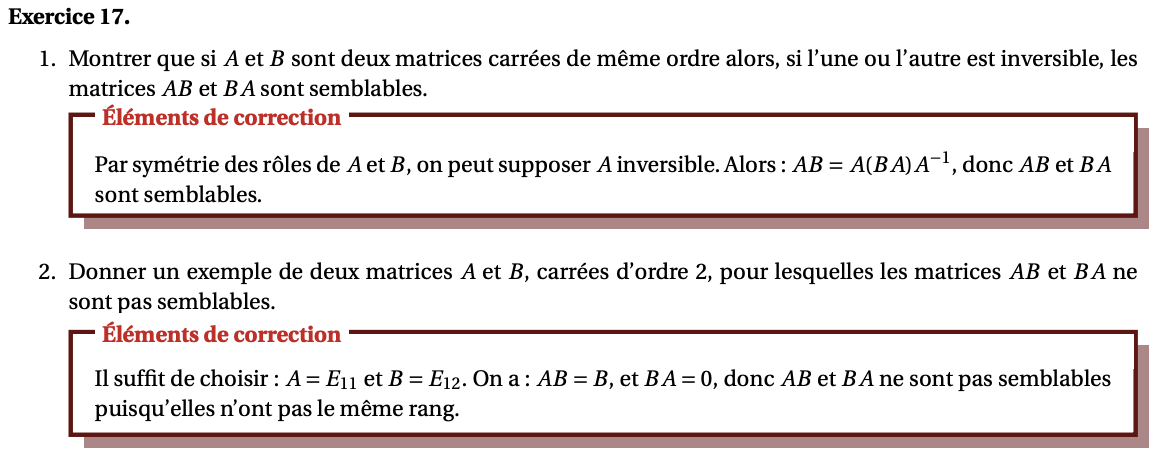 Exercice 17.
1. Montrer que si A et B sont deux matrices carrées de même ordre alors, si l'une ou l'autre est inversible, les
matrices AB et BA sont semblables.
Éléments de correction
Par symétrie des rôles de A et B, on peut supposer A inversible. Alors : AB = A(BA)A⁻¹, donc AB et BA
sont semblables.
2. Donner un exemple de deux matrices A et B, carrées d'ordre 2, pour lesquelles les matrices AB et BA ne
sont pas semblables.
Éléments de correction
Il suffit de choisir : A = E₁₁ et B = E₁₂. On a : AB = B, et BA = 0, donc AB et BA ne sont pas semblables
puisqu'elles n'ont pas le même rang.